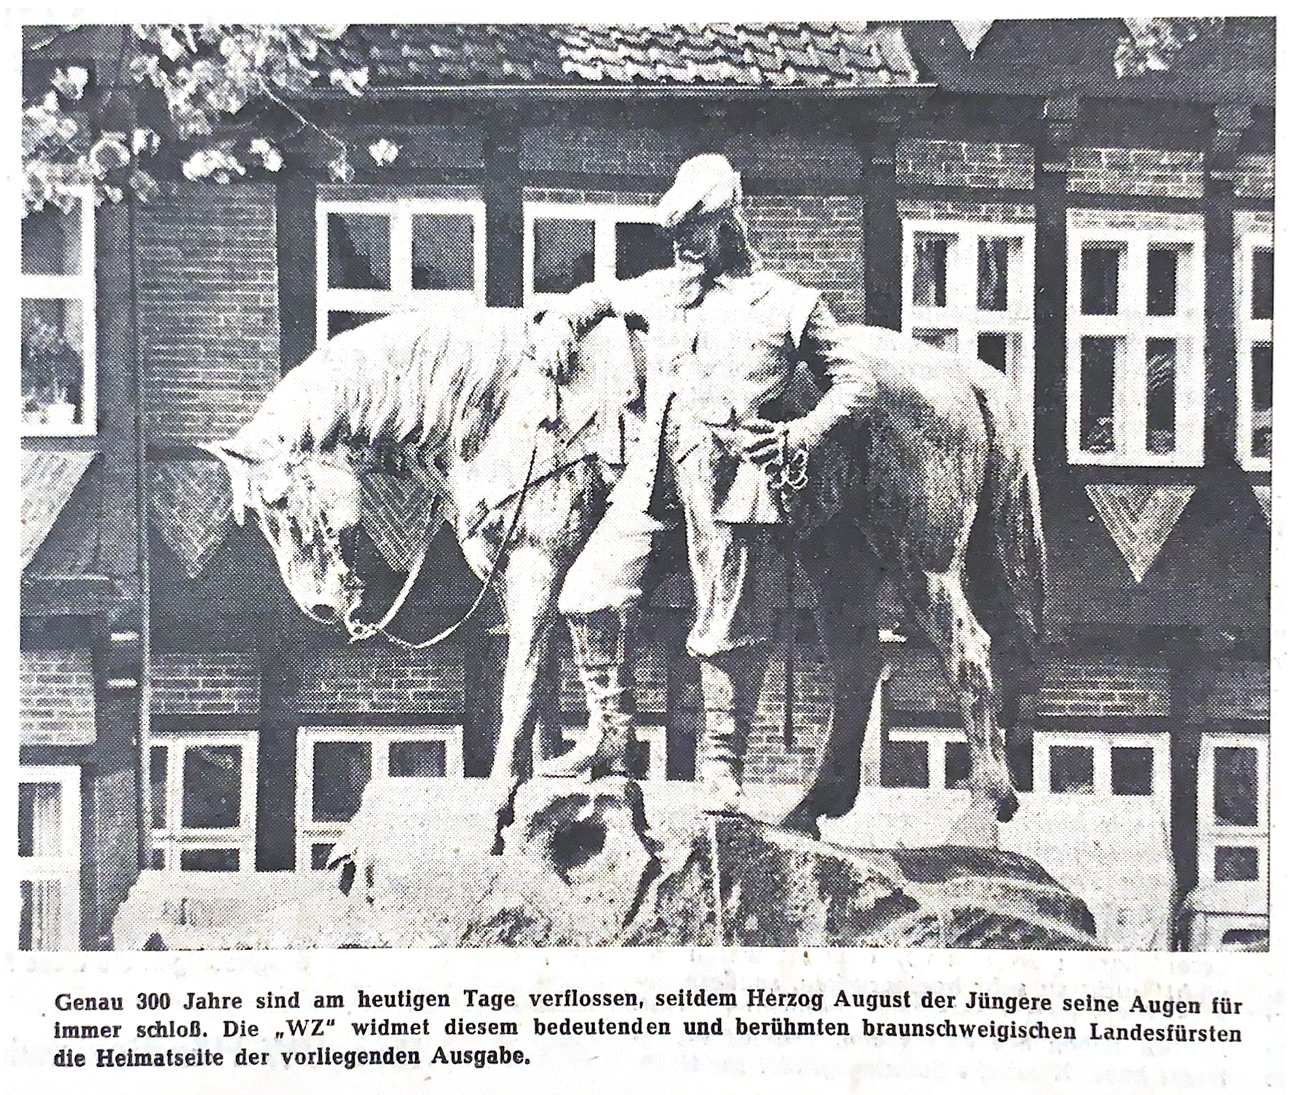 Genau 300 Jahre sind am heutigen Tage verflossen, seitdem Herzog August der Jüngere seine Augen für
immer schloß. Die „WZ“ widmet diesem bedeutenden und berühmten braunschweigischen Landesfürsten
die Heimatseite der vorliegenden Ausgabe.